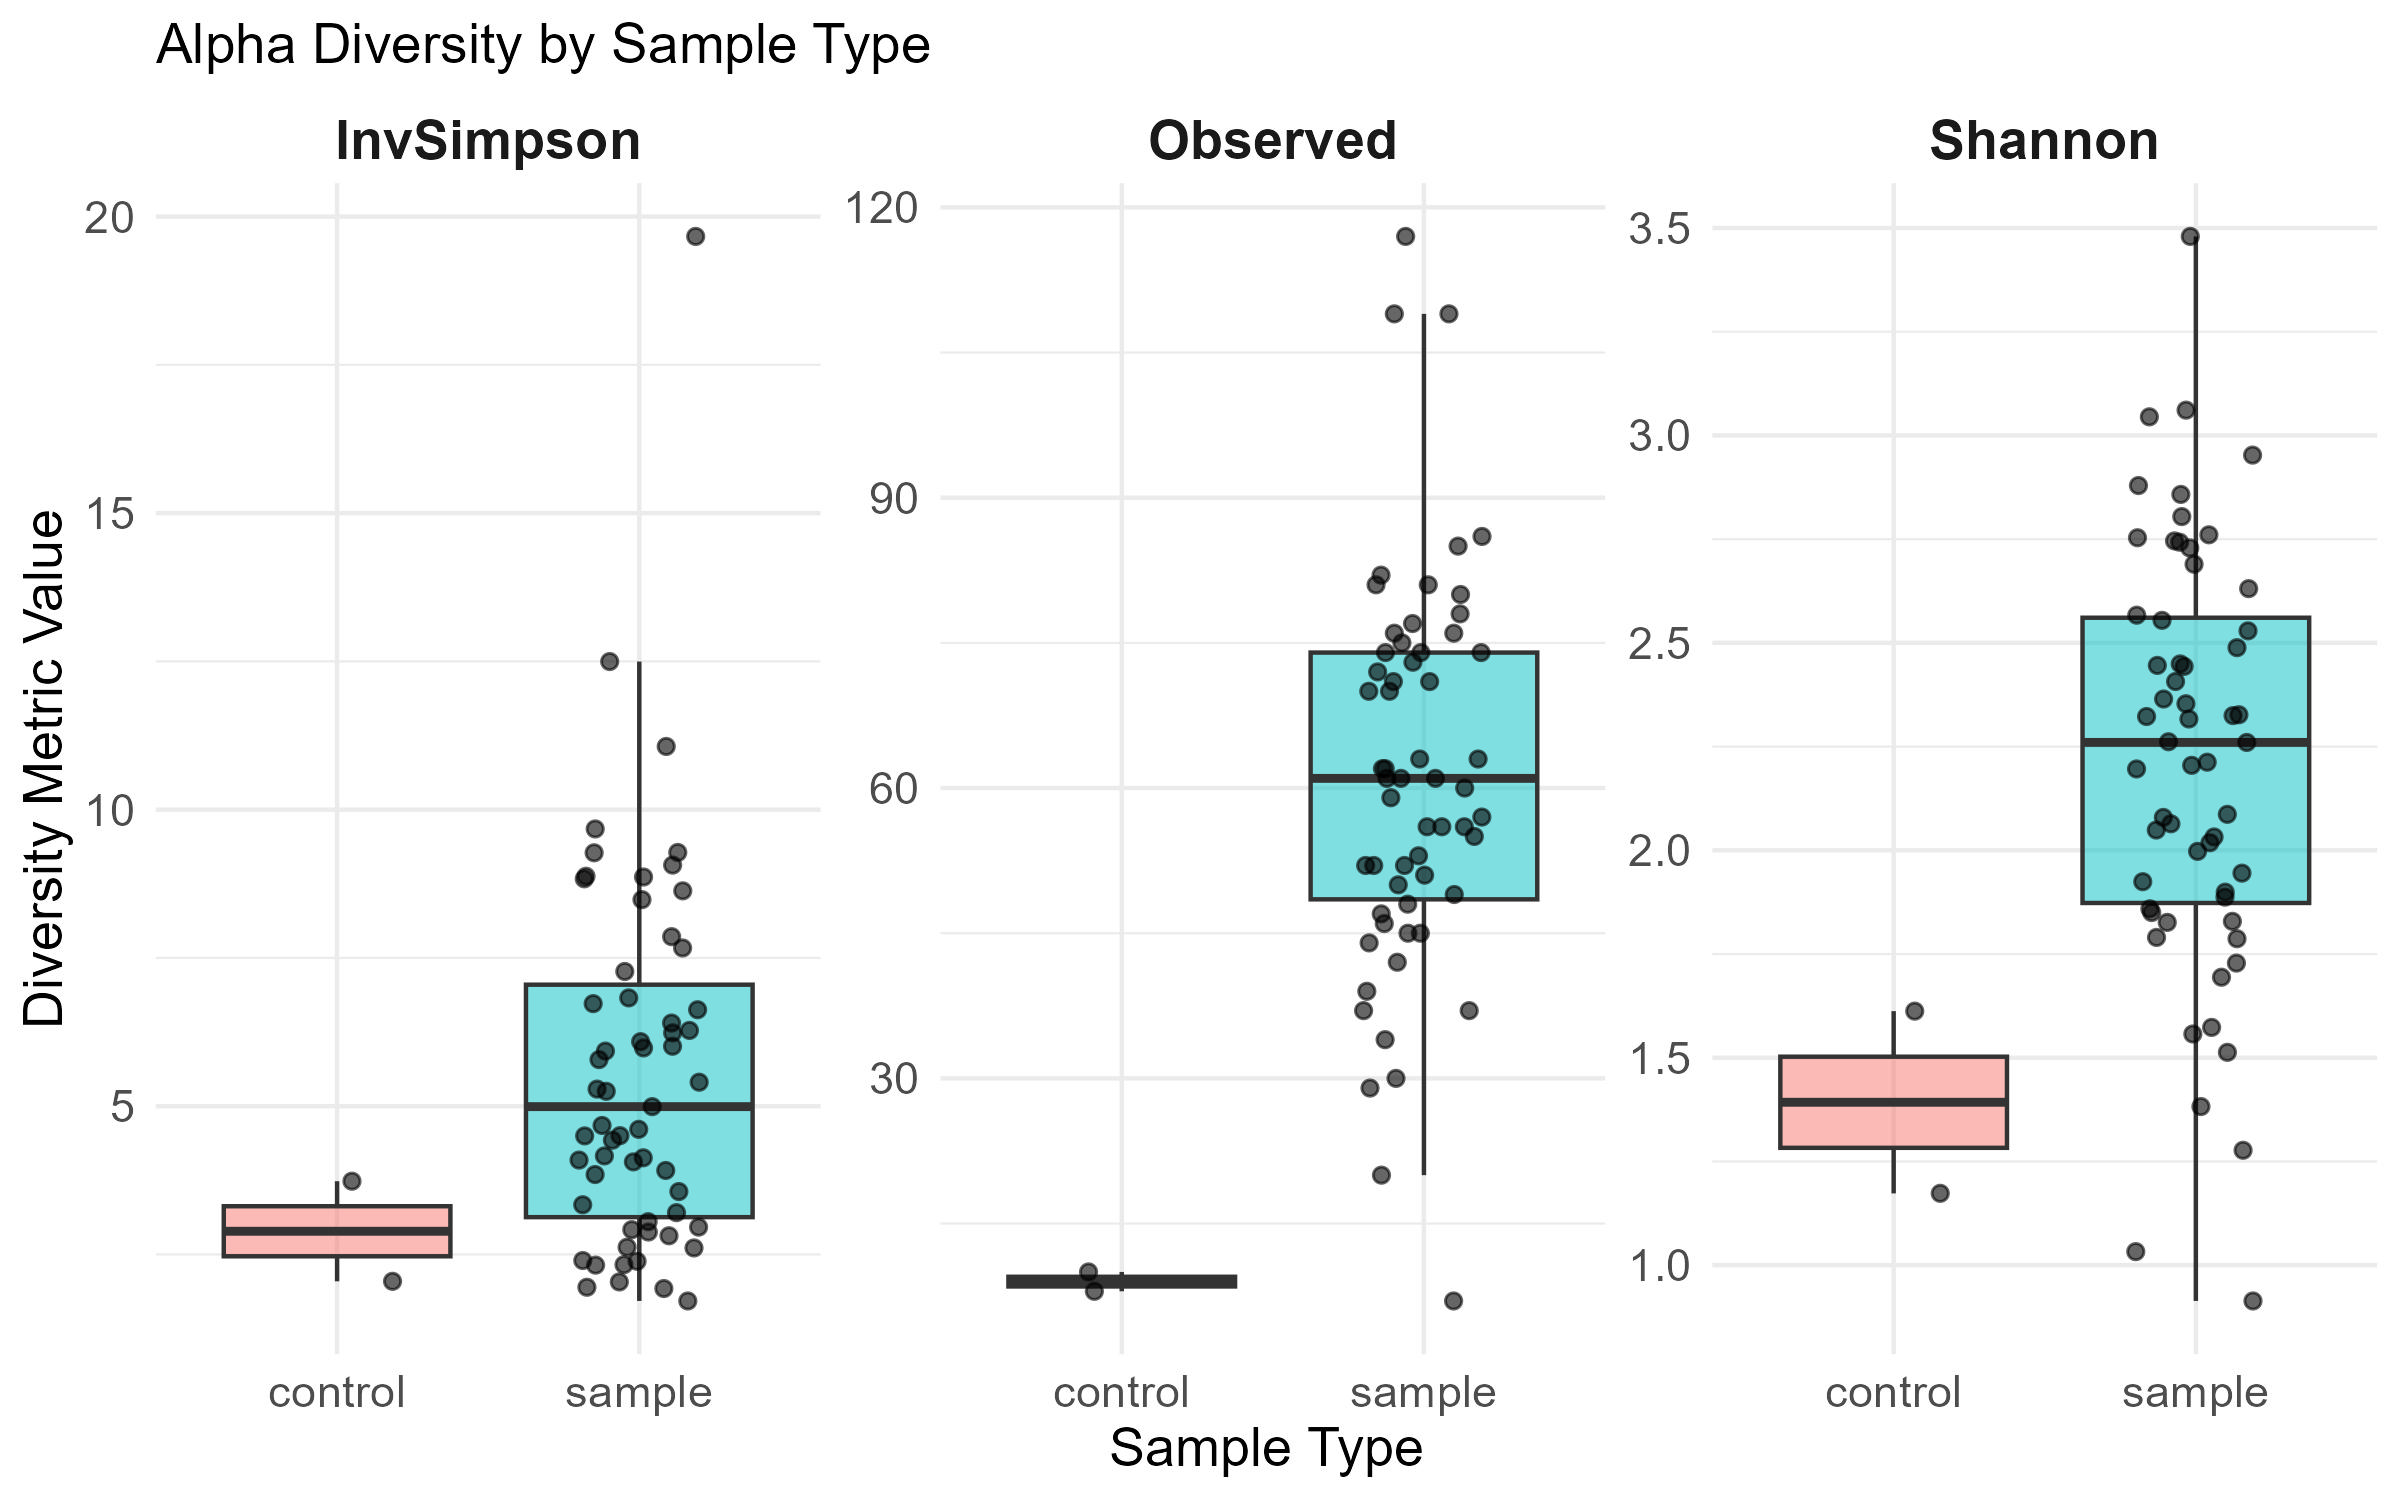 Alpha Diversity by Sample Type
InvSimpson
Observed
Shannon
20
15
10
5
120
90
60
30
3.5
3.0
2.5
2.0
1.5
1.0
Diversity Metric Value
control
sample
control
sample
control
sample
Sample Type